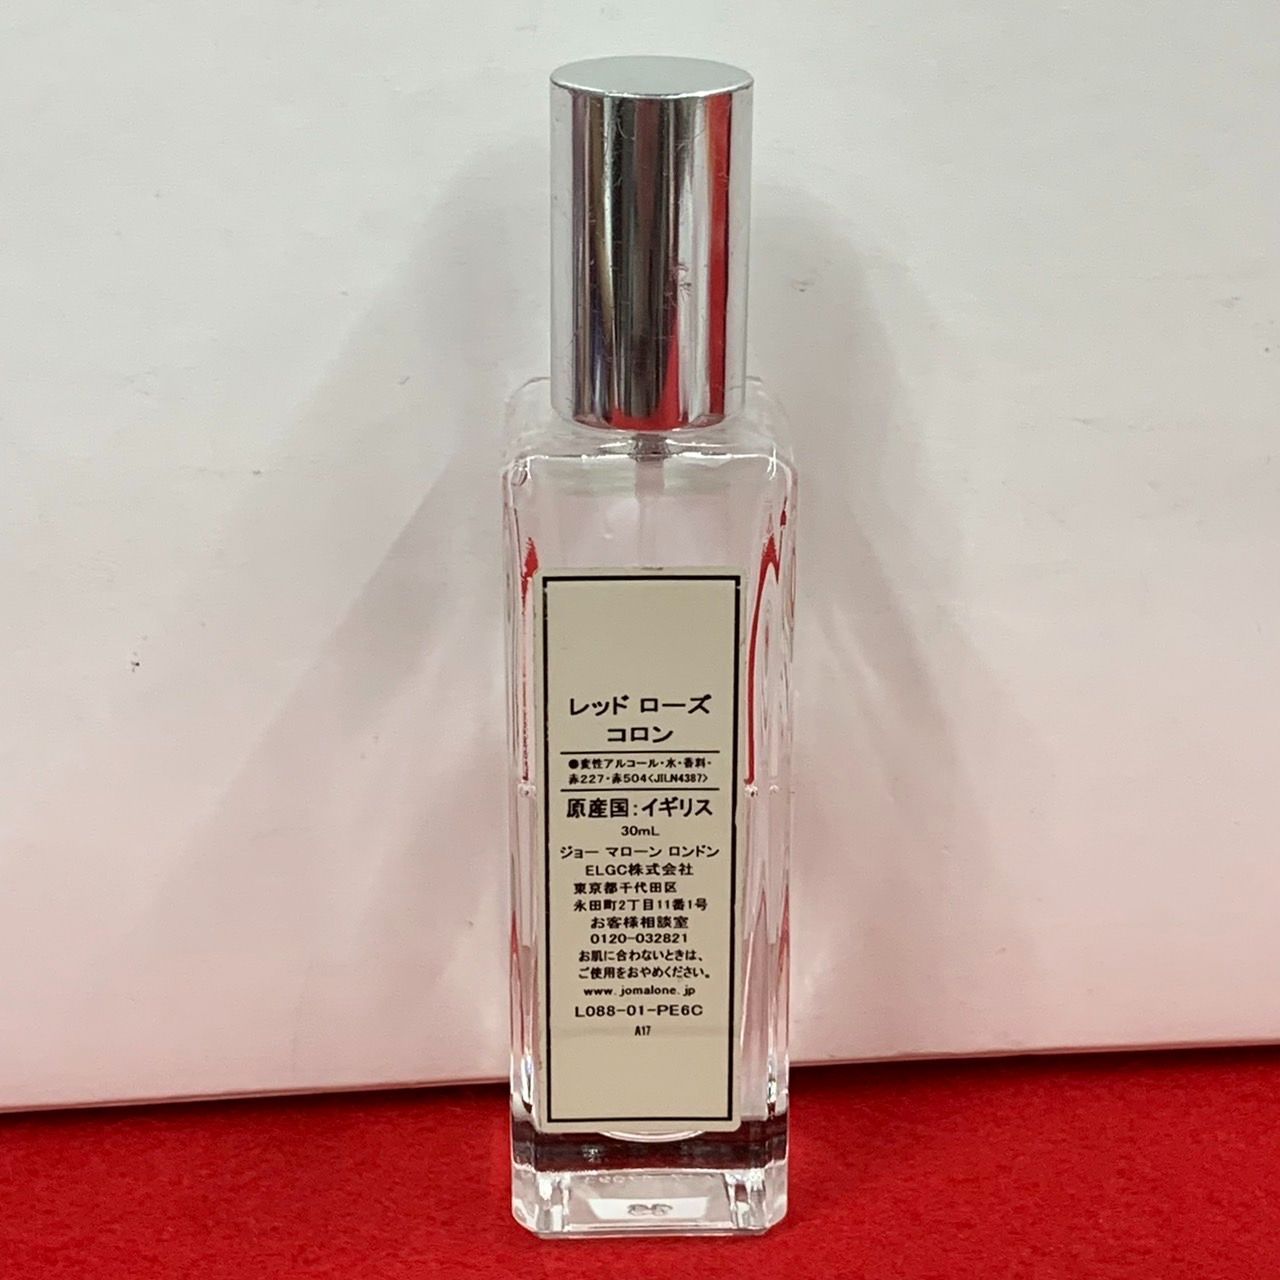 レッド ローズ
コロン
●変性アルコール・水・香料・
赤227・赤504<JILN4387>
原産国:イギリス
30mL
ジョー マローン ロンドン
ELGC株式会社
東京都千代田区
永田町2丁目11番1号
お客様相談室
0120-032821
お肌に合わないときは、
ご使用をおやめください。
www.jomalone.jp
L088-01-PE6C
A17